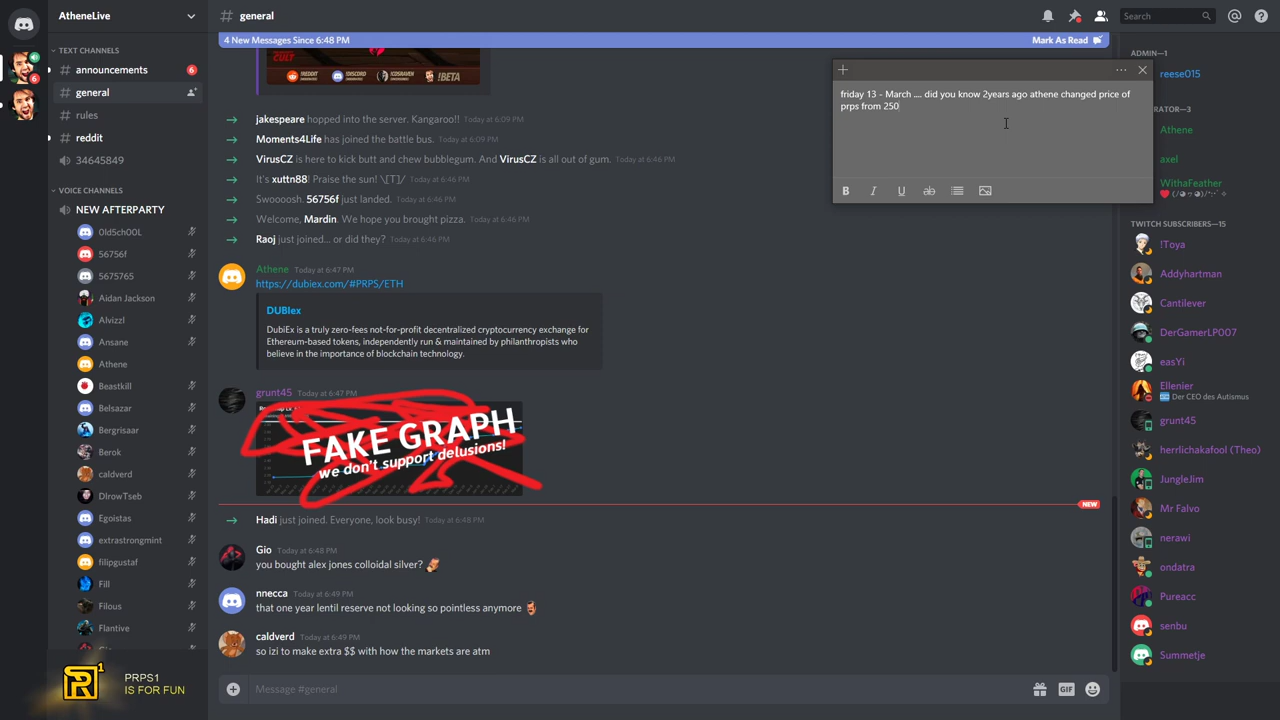 AtheneLive
TEXT CHANNELS
# announcements 6
# general
# rules
# reddit
34645849
VOICE CHANNELS
NEW AFTERPARTY
0ld5ch00L
56756f
5675765
Aidan Jackson
Alvizzl
Ansane
Athene
Beastkill
Belsazar
Bergrisaar
Berok
caldverd
DlrowTseb
Egoistas
extrastrongmint
filipgustaf
Fill
Filous
Flantive
6
PRPS1
IS FOR FUN
# general
Search
4 New Messages Since 6:48 PM
Mark As Read
CULT
/REDDIT
!DISCORD
!BETA
jakespeare hopped into the server. Kangaroo!! Today at 6:09 PM
Moments4Life has joined the battle bus. Today at 6:09 PM
VirusCZ is here to kick butt and chew bubblegum. And VirusCZ is all out of gum. Today at 6:46 PM
It's xuttn88! Praise the sun! \[T]/ Today at 6:46 PM
Swoooosh. 56756f just landed. Today at 6:46 PM
Welcome, Mardin. We hope you brought pizza. Today at 6:46 PM
Raoj just joined... or did they? Today at 6:46 PM
Athene Today at 6:47 PM
https://dubiex.com/#PRPS/ETH
DUBIex
DubiEx is a truly zero-fees not-for-profit decentralized cryptocurrency exchange for
Ethereum-based tokens, independently run & maintained by philanthropists who
believe in the importance of blockchain technology.
grunt45 Today at 6:47 PM
FAKE GRAPH
we don't support delusions!
NEW
Hadi just joined. Everyone, look busy! Today at 6:48 PM
Gio Today at 6:48 PM
you bought alex jones colloidal silver?
nnecca Today at 6:49 PM
that one year lentil reserve not looking so pointless anymore
caldverd Today at 6:49 PM
so izi to make extra $$ with how the markets are atm
Message #general
GIF
friday 13 - March .... did you know 2years ago athene changed price of
prps from 250
B I U ab
ADMIN—1
reese015
ERATOR—3
Athene
axel
WithaFeather
TWITCH SUBSCRIBERS—15
!Toya
Addyhartman
Cantilever
DerGamerLP007
easYi
Ellenier
Der CEO des Autismus
grunt45
herrlichakafool (Theo)
JungleJim
Mr Falvo
nerawi
ondatra
Pureacc
senbu
Summetje